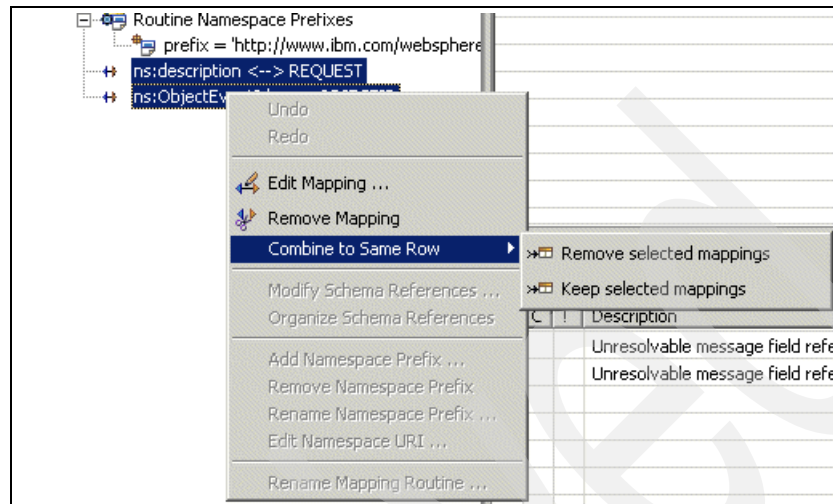 Routine Namespace Prefixes
prefix = 'http://www.ibm.com/websphere
ns:description <--> REQUEST
ns:ObjectEv
Undo
Redo
Edit Mapping ...
Remove Mapping
Combine to Same Row
Remove selected mappings
Keep selected mappings
Modify Schema References ...
Organize Schema References
C ! Description
Unresolvable message field refe
Unresolvable message field refe
Add Namespace Prefix ...
Remove Namespace Prefix
Rename Namespace Prefix ...
Edit Namespace URI ...
Rename Mapping Routine ...